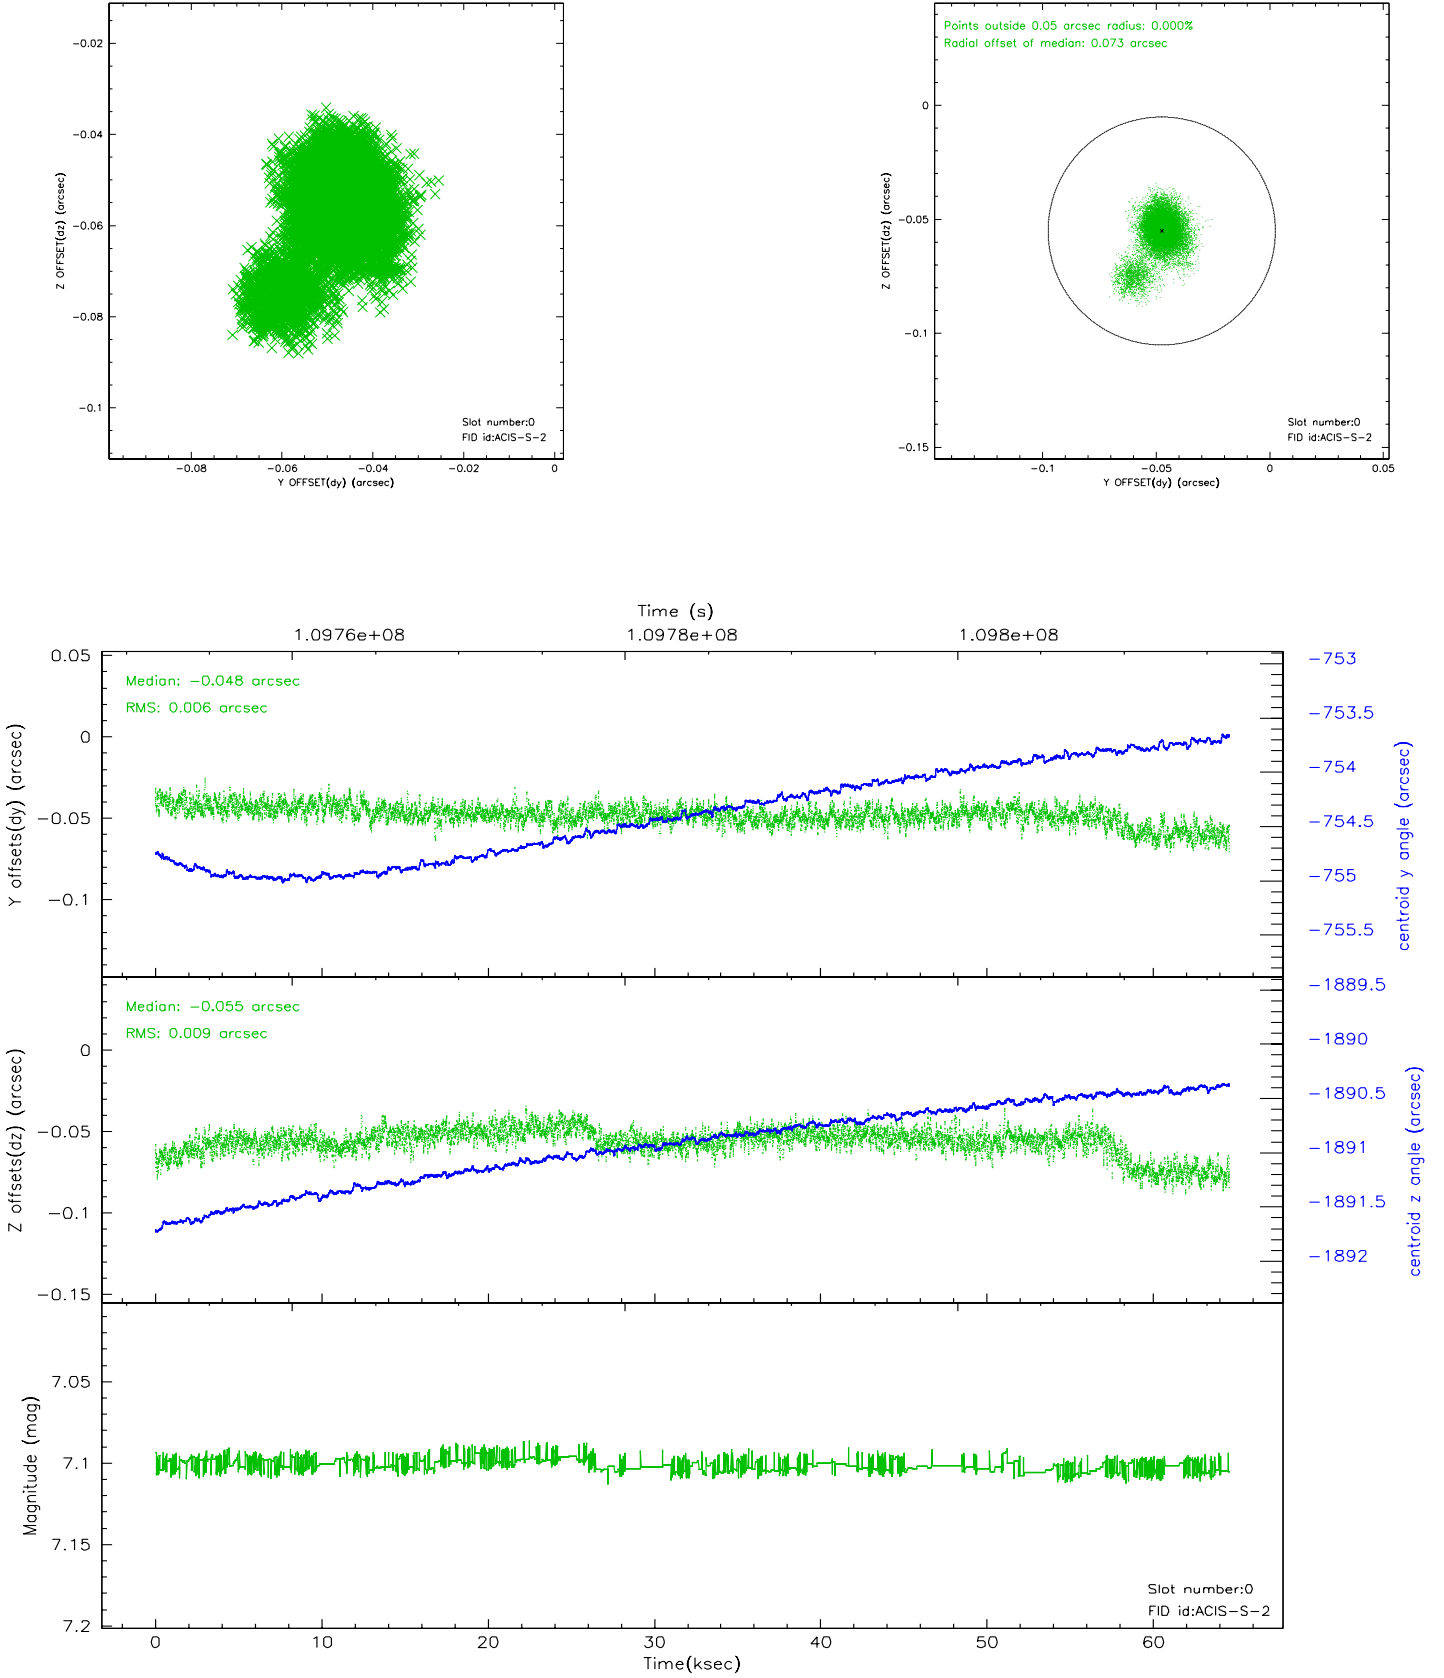 -0.02
-0.04
-0.06
-0.08
-0.1
Z OFFSET(dz) (arcsec)
Slot number:0
FID id:ACIS-S-2
-0.08 -0.06 -0.04 -0.02 0
Y OFFSET(dy) (arcsec)
Points outside 0.05 arcsec radius: 0.000%
Radial offset of median: 0.073 arcsec
0
-0.05
-0.1
-0.15
Z OFFSET(dz) (arcsec)
Slot number:0
FID id:ACIS-S-2
-0.1 -0.05 0 0.05
Y OFFSET(dy) (arcsec)
Time (s)
1.0976e+08 1.0978e+08 1.098e+08
0.05
0
-0.05
-0.1
Y offsets(dy) (arcsec)
Median: -0.048 arcsec
RMS: 0.006 arcsec
-753
-753.5
-754
-754.5
-755
-755.5
centroid y angle (arcsec)
0
-0.05
-0.1
-0.15
Z offsets(dz) (arcsec)
Median: -0.055 arcsec
RMS: 0.009 arcsec
-1889.5
-1890
-1890.5
-1891
-1891.5
-1892
centroid z angle (arcsec)
7.05
7.1
7.15
7.2
Magnitude (mag)
Slot number:0
FID id:ACIS-S-2
0 10 20 30 40 50 60
Time(ksec)